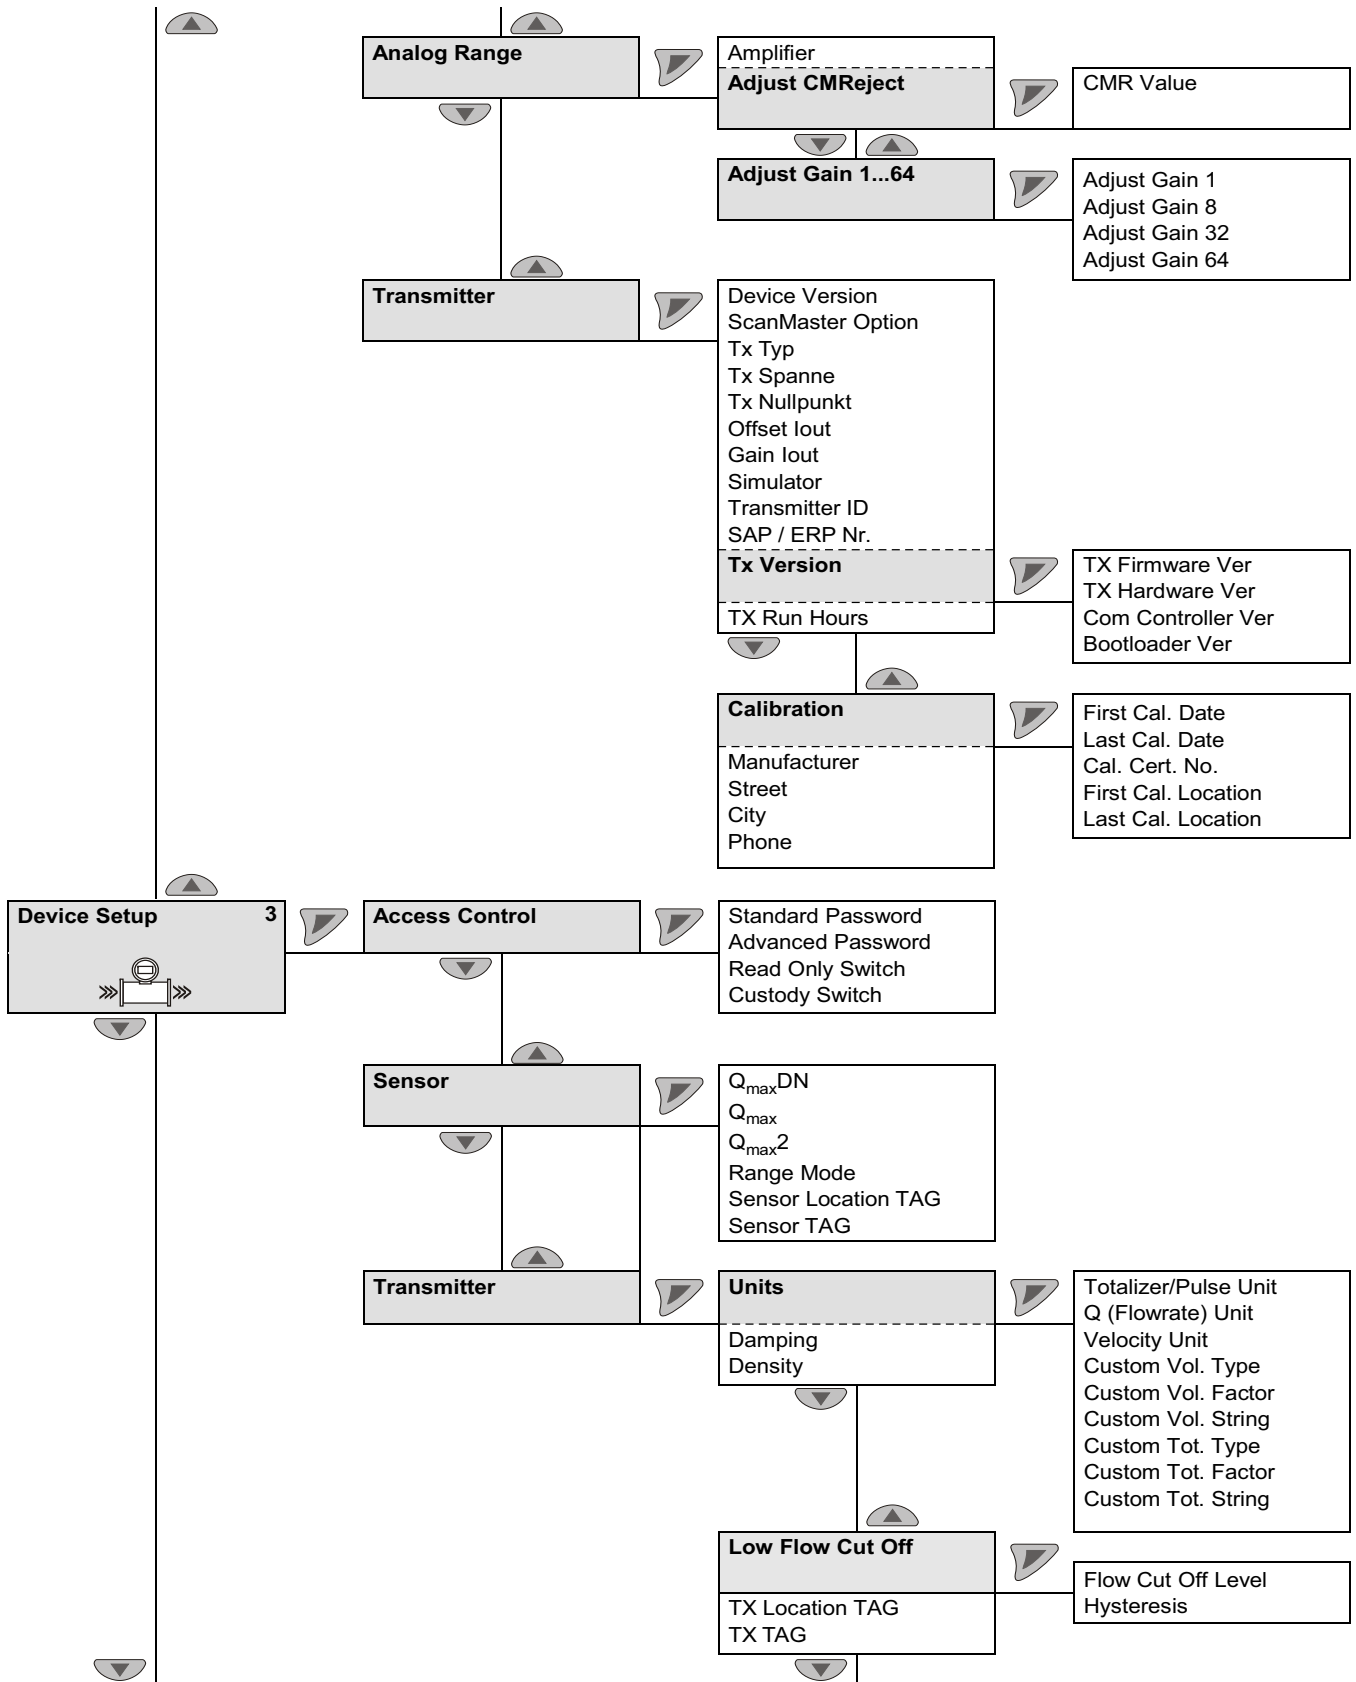 Analog Range
Amplifier
Adjust CMReject
CMR Value
Adjust Gain 1...64
Adjust Gain 1
Adjust Gain 8
Adjust Gain 32
Adjust Gain 64
Transmitter
Device Version
ScanMaster Option
Tx Typ
Tx Spanne
Tx Nullpunkt
Offset Iout
Gain Iout
Simulator
Transmitter ID
SAP / ERP Nr.
Tx Version
TX Run Hours
TX Firmware Ver
TX Hardware Ver
Com Controller Ver
Bootloader Ver
Calibration
Manufacturer
Street
City
Phone
First Cal. Date
Last Cal. Date
Cal. Cert. No.
First Cal. Location
Last Cal. Location
Device Setup 3
Access Control
Standard Password
Advanced Password
Read Only Switch
Custody Switch
Sensor
QmaxDN
Qmax
Qmax2
Range Mode
Sensor Location TAG
Sensor TAG
Transmitter
Units
Damping
Density
Totalizer/Pulse Unit
Q (Flowrate) Unit
Velocity Unit
Custom Vol. Type
Custom Vol. Factor
Custom Vol. String
Custom Tot. Type
Custom Tot. Factor
Custom Tot. String
Low Flow Cut Off
TX Location TAG
TX TAG
Flow Cut Off Level
Hysteresis